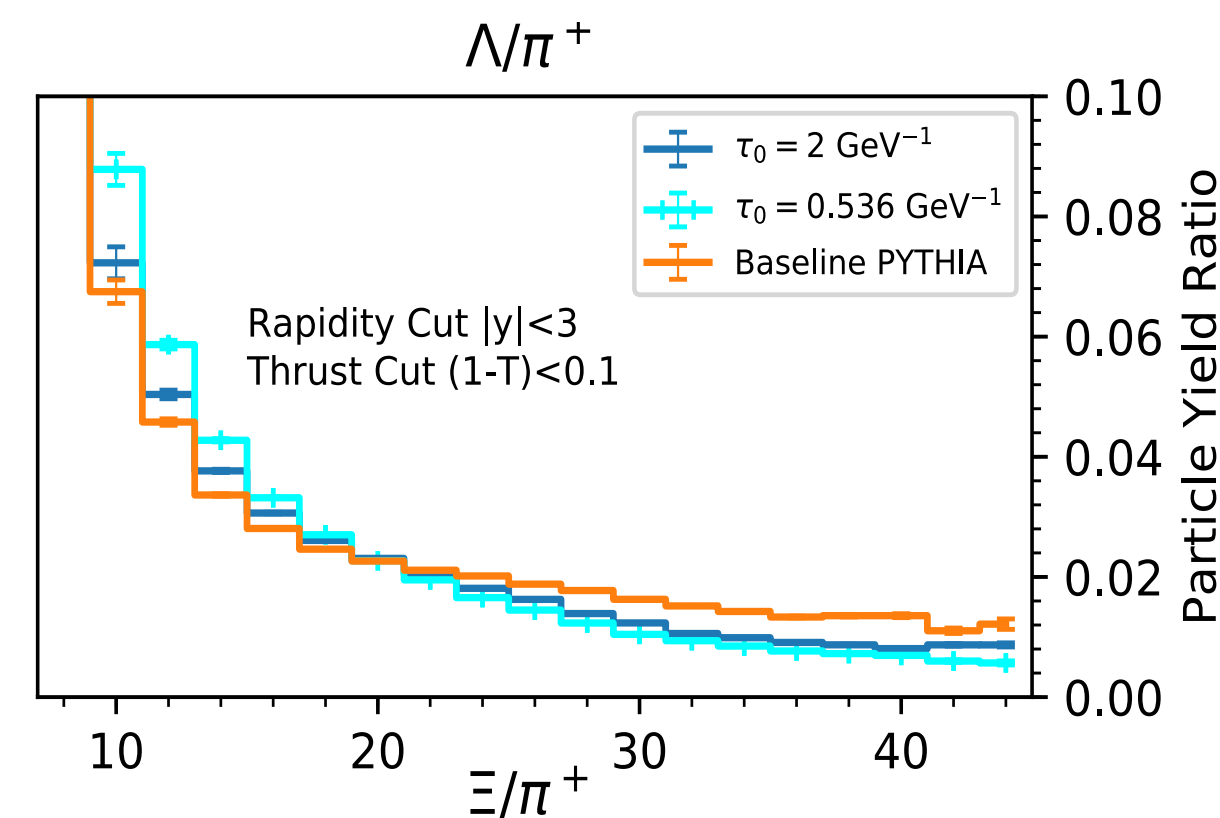 Λ/π⁺
τ₀ = 2 GeV⁻¹
τ₀ = 0.536 GeV⁻¹
Baseline PYTHIA
Rapidity Cut |y|<3
Thrust Cut (1-T)<0.1
0.10
0.08
0.06
0.04
0.02
0.00
Particle Yield Ratio
10 20 30 40
Ξ/π⁺